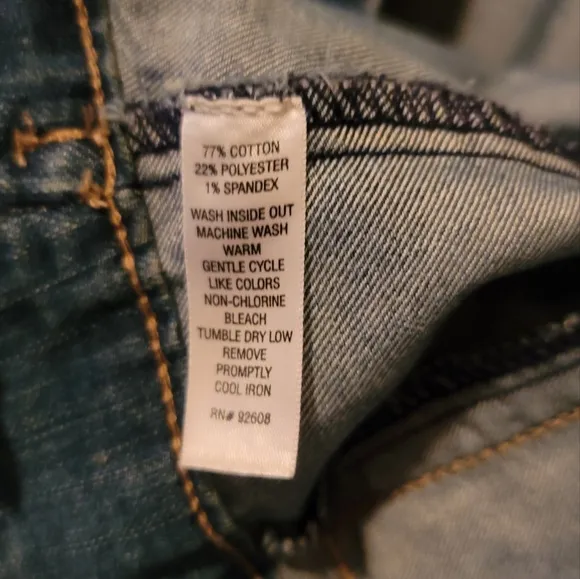 77% COTTON
22% POLYESTER
1% SPANDEX
WASH INSIDE OUT
MACHINE WASH
WARM
GENTLE CYCLE
LIKE COLORS
NON-CHLORINE
BLEACH
TUMBLE DRY LOW
REMOVE
PROMPTLY
COOL IRON
RN# 92608